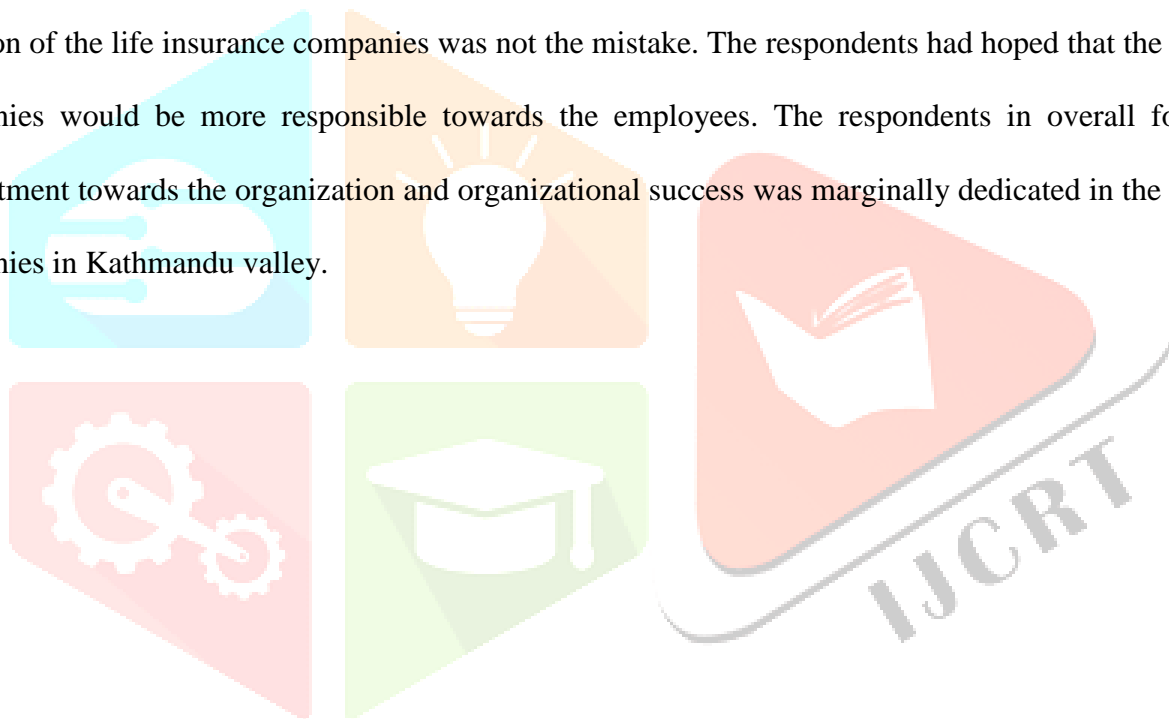 on of the life insurance companies was not the mistake. The respondents had hoped that the
nies would be more responsible towards the employees. The respondents in overall fo
tment towards the organization and organizational success was marginally dedicated in the
nies in Kathmandu valley.
IJCRT